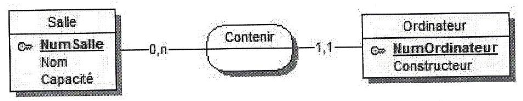 Salle
NumSalle
Nom
Capacité
0,n
Contenir
1,1
Ordinateur
NumOrdinateur
Constructeur